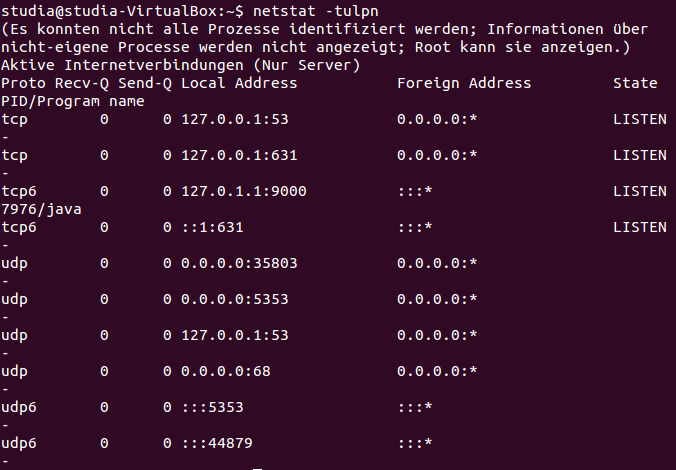 studia@studia-VirtualBox:~$ netstat -tulpn
(Es konnten nicht alle Prozesse identifiziert werden; Informationen über
nicht-eigene Processe werden nicht angezeigt; Root kann sie anzeigen.)
Aktive Internetverbindungen (Nur Server)
Proto Recv-Q Send-Q Local Address           Foreign Address         State
PID/Program name
tcp        0      0 127.0.0.1:53            0.0.0.0:*               LISTEN
-
tcp        0      0 127.0.0.1:631           0.0.0.0:*               LISTEN
-
tcp6       0      0 127.0.1.1:9000          :::*                    LISTEN
7976/java
tcp6       0      0 ::1:631                 :::*                    LISTEN
-
udp        0      0 0.0.0.0:35803           0.0.0.0:*
-
udp        0      0 0.0.0.0:5353            0.0.0.0:*
-
udp        0      0 127.0.0.1:53            0.0.0.0:*
-
udp        0      0 0.0.0.0:68              0.0.0.0:*
-
udp6       0      0 :::5353                 :::*
-
udp6       0      0 :::44879                :::*
-